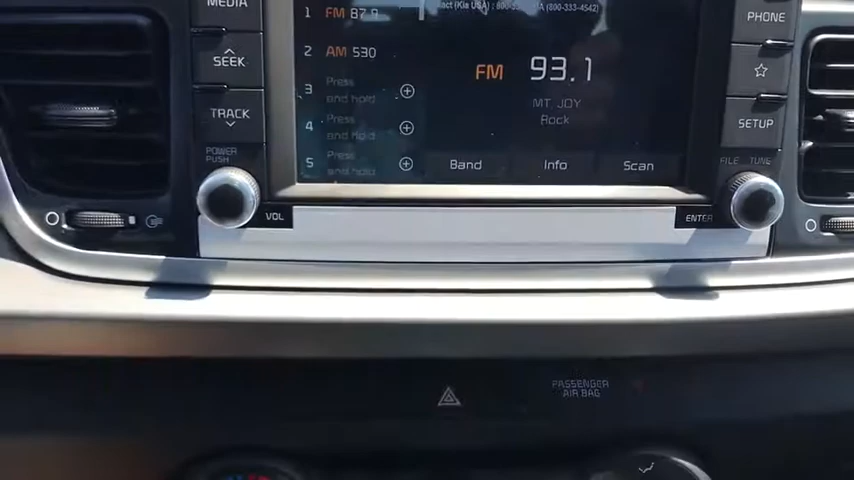 MEDIA
SEEK
TRACK
POWER
PUSH
VOL
1 FM 87.9
2 AM 530
3 Press and hold
4 Press and hold
5 Press and hold
(Kia USA) : 800-333-4542 (800-333-4542)
FM 93.1
MT. JOY
Rock
Band Info Scan
PHONE
SETUP
FILE TUNE
ENTER
PASSENGER
AIR BAG